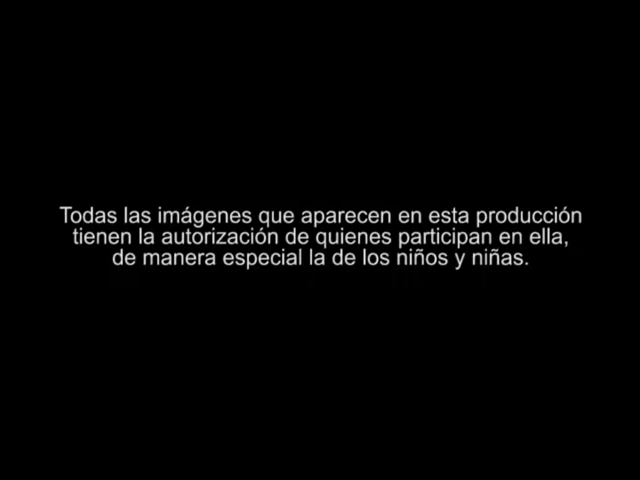 Todas las imágenes que aparecen en esta producción
tienen la autorización de quienes participan en ella,
de manera especial la de los niños y niñas.